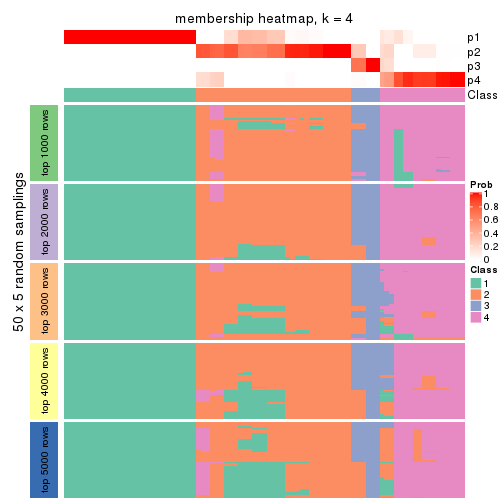 membership heatmap, k = 4
p1
p2
p3
p4
Class
50 x 5 random samplings
top 1000 rows
top 2000 rows
top 3000 rows
top 4000 rows
top 5000 rows
Prob
1
0.8
0.6
0.4
0.2
0
Class
1
2
3
4